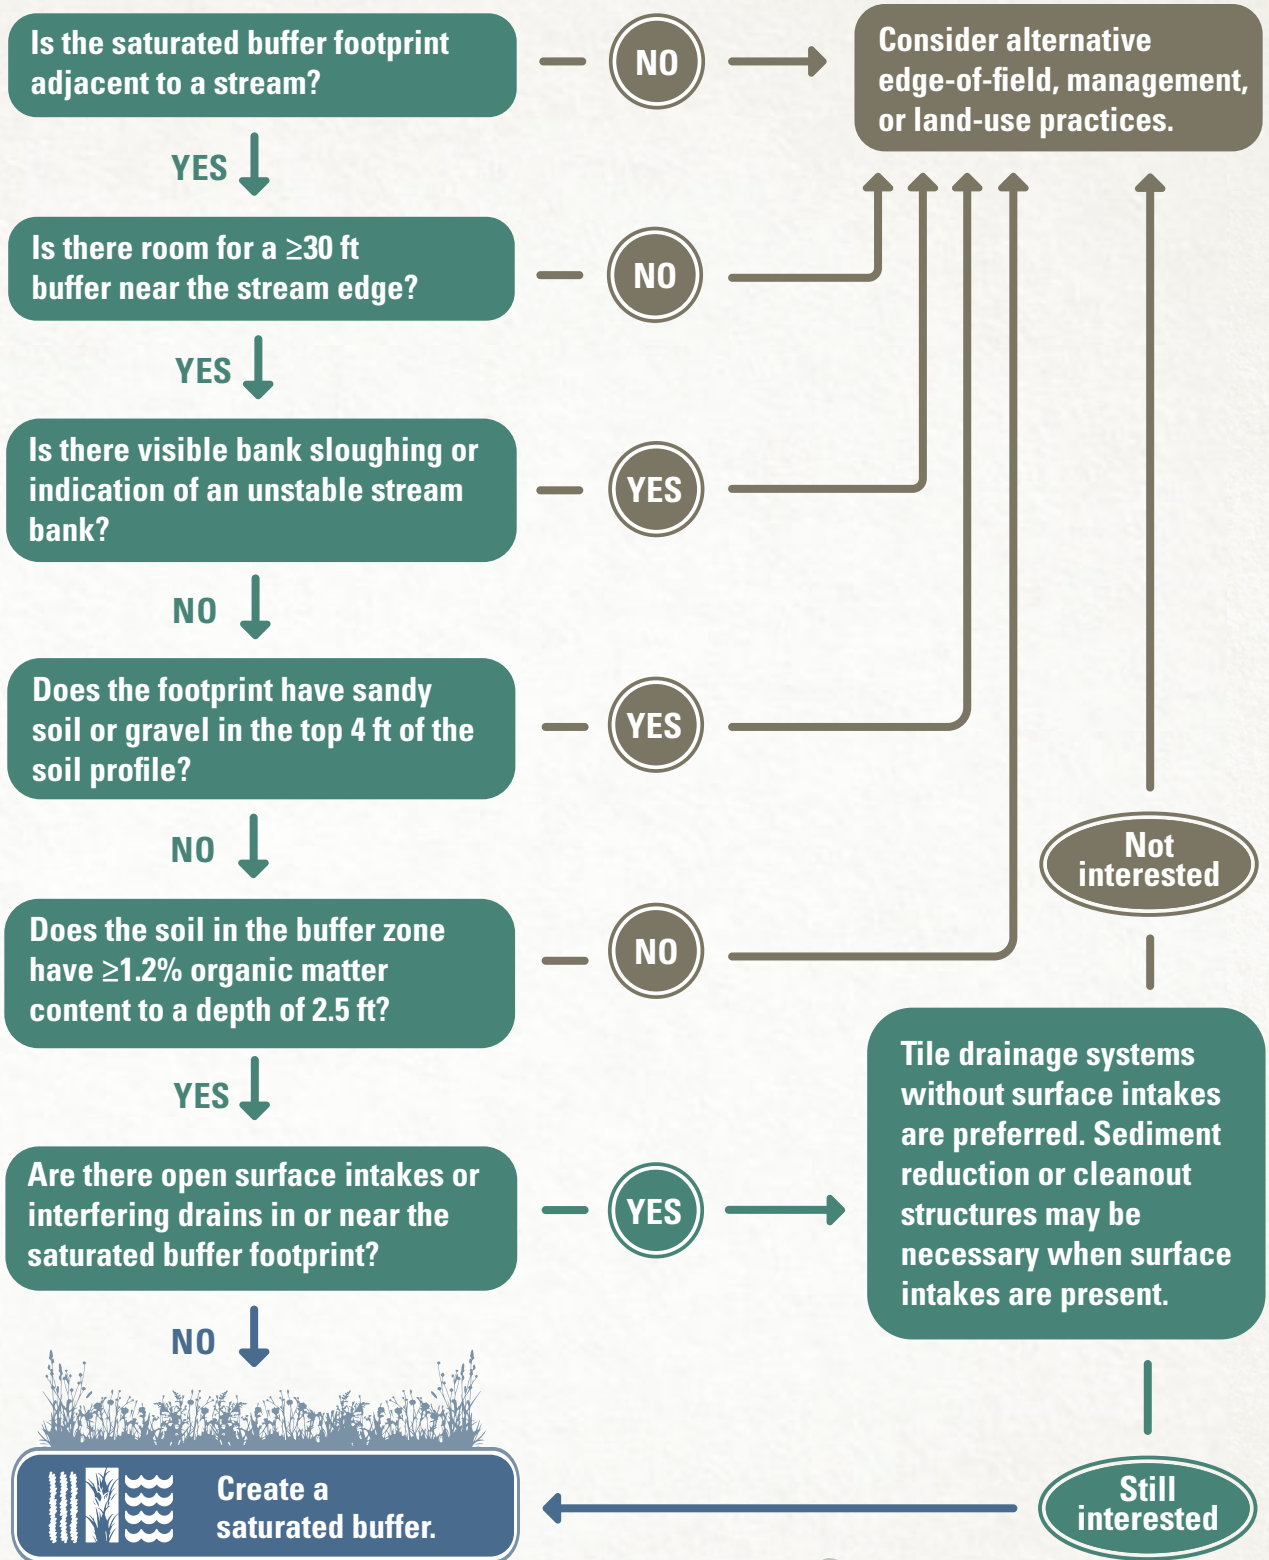 Is the saturated buffer footprint
adjacent to a stream?
NO
Consider alternative
edge-of-field, management,
or land-use practices.
YES
Is there room for a ≥30 ft
buffer near the stream edge?
NO
YES
Is there visible bank sloughing or
indication of an unstable stream
bank?
YES
NO
Does the footprint have sandy
soil or gravel in the top 4 ft of the
soil profile?
YES
NO
Not
interested
Does the soil in the buffer zone
have ≥1.2% organic matter
content to a depth of 2.5 ft?
NO
YES
Are there open surface intakes or
interfering drains in or near the
saturated buffer footprint?
YES
Tile drainage systems
without surface intakes
are preferred. Sediment
reduction or cleanout
structures may be
necessary when surface
intakes are present.
NO
Create a
saturated buffer.
Still
interested